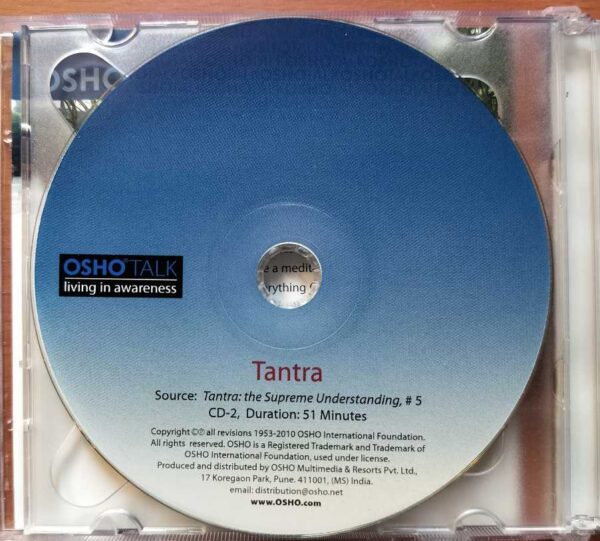 OSHO
OSHO® TALK
living in awareness
e a medit
rything
Tantra
Source: Tantra: the Supreme Understanding, # 5
CD-2, Duration: 51 Minutes
Copyright ©℗ all revisions 1953-2010 OSHO International Foundation.
All rights reserved. OSHO is a Registered Trademark and Trademark of
OSHO International Foundation, used under license.
Produced and distributed by OSHO Multimedia & Resorts Pvt. Ltd.,
17 Koregaon Park, Pune. 411001, (MS) India.
email: distribution@osho.net
www.OSHO.com